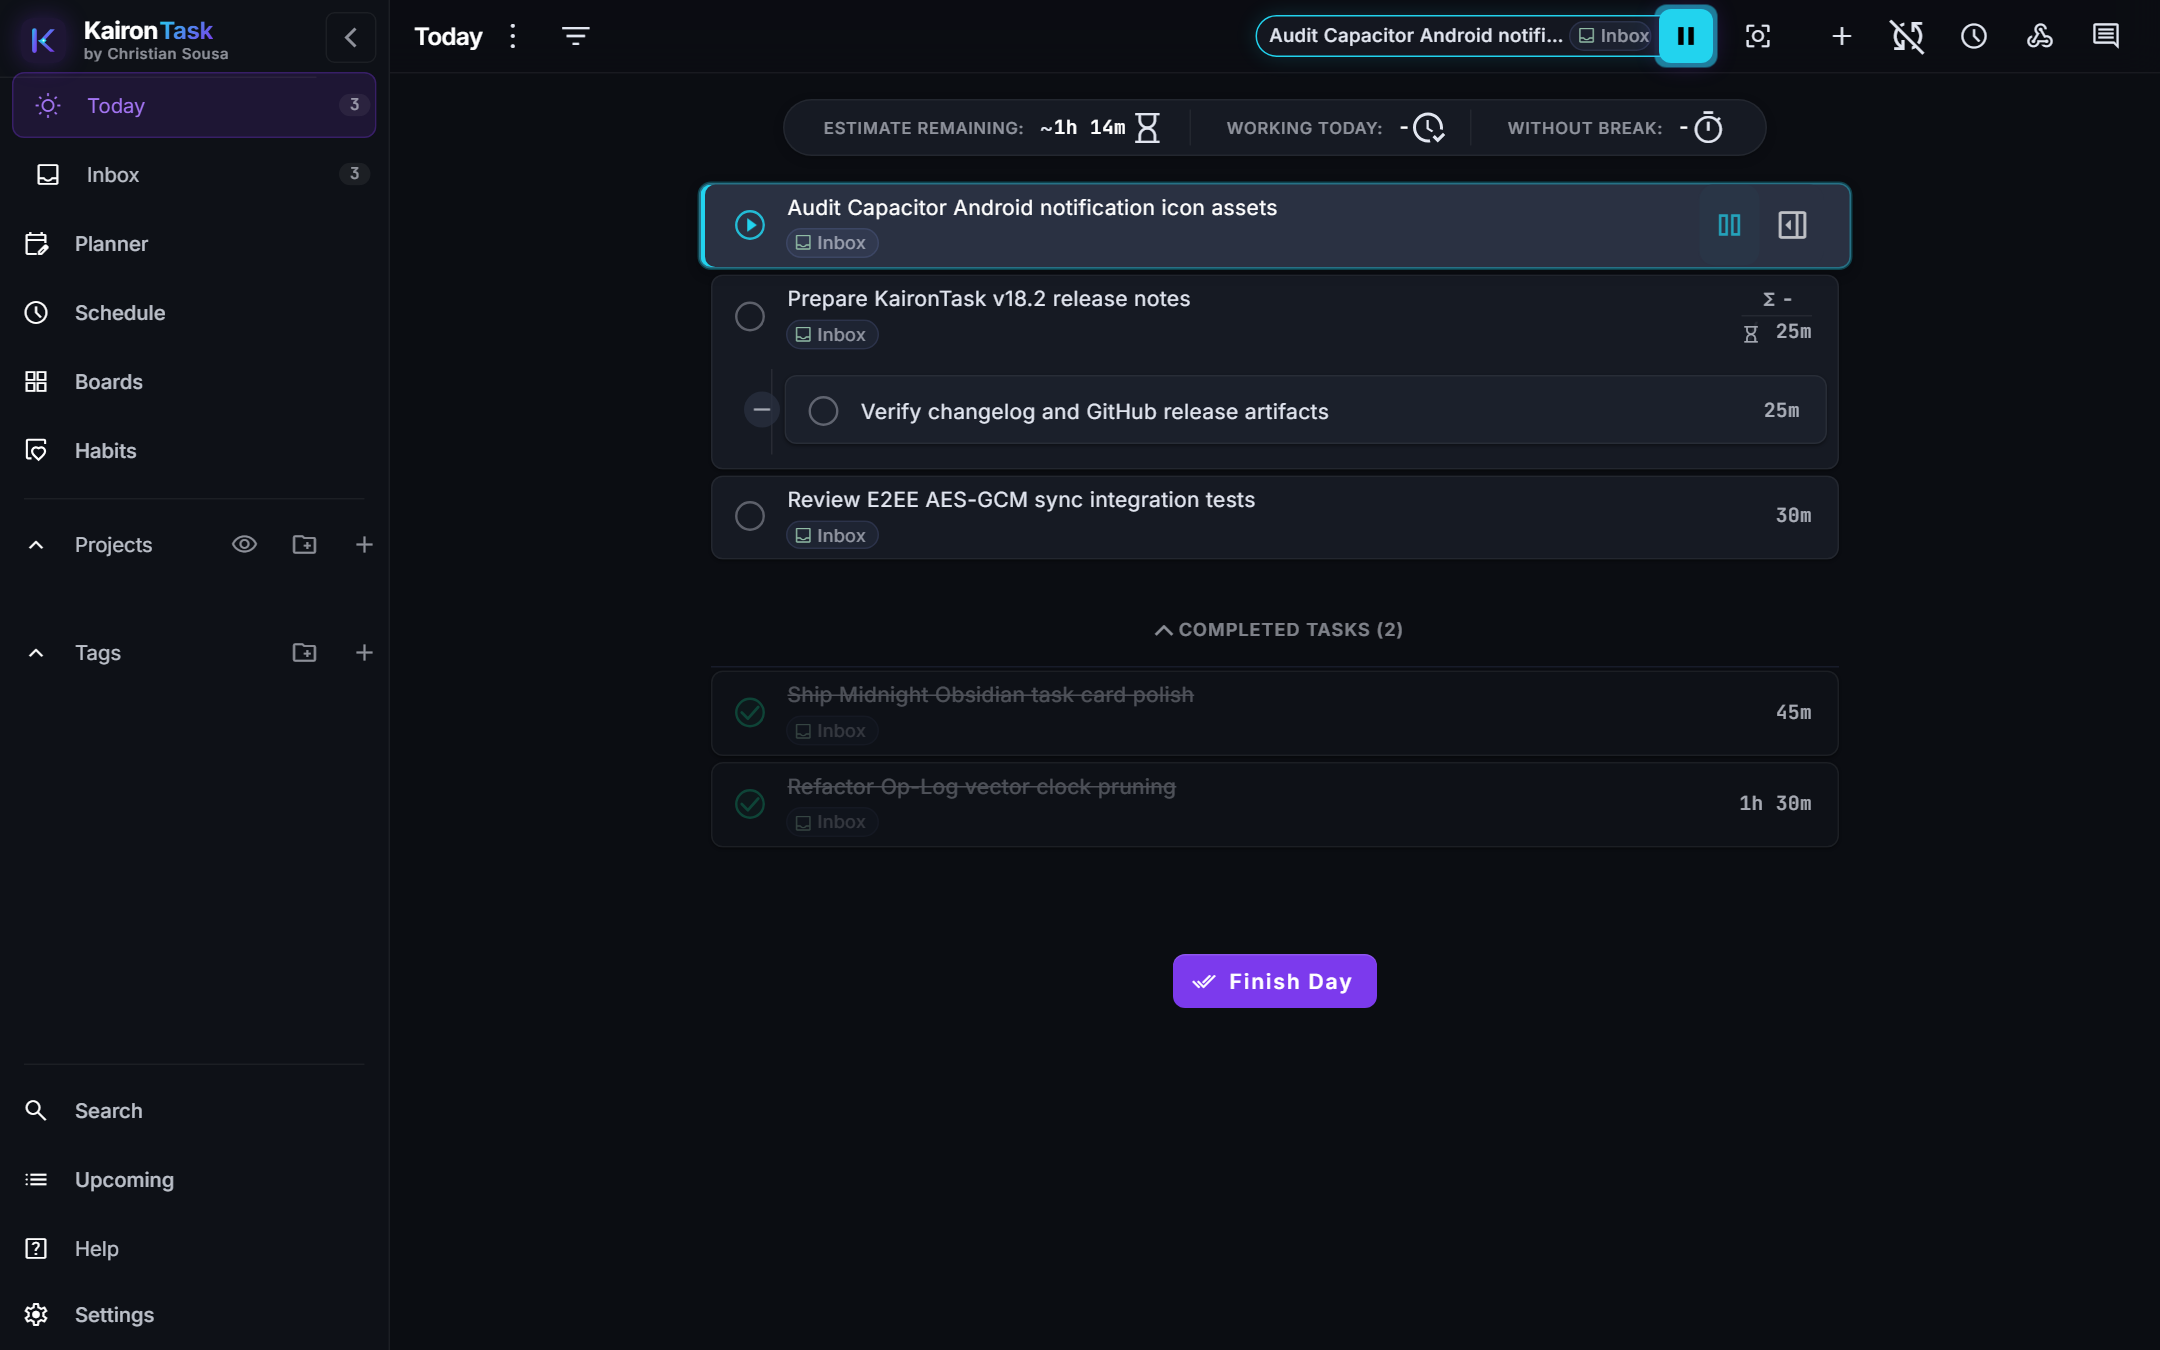 KaironTask
by Christian Sousa
Today 3
Inbox 3
Planner
Schedule
Boards
Habits
Projects
Tags
Search
Upcoming
Help
Settings
Today
Audit Capacitor Android notifi... Inbox
ESTIMATE REMAINING: ~1h 14m WORKING TODAY: - WITHOUT BREAK: -
Audit Capacitor Android notification icon assets
Inbox
Prepare KaironTask v18.2 release notes
Σ -
Inbox
25m
Verify changelog and GitHub release artifacts 25m
Review E2EE AES-GCM sync integration tests
Inbox
30m
COMPLETED TASKS (2)
Ship Midnight Obsidian task card polish
Inbox
45m
Refactor Op-Log vector clock pruning
Inbox
1h 30m
Finish Day